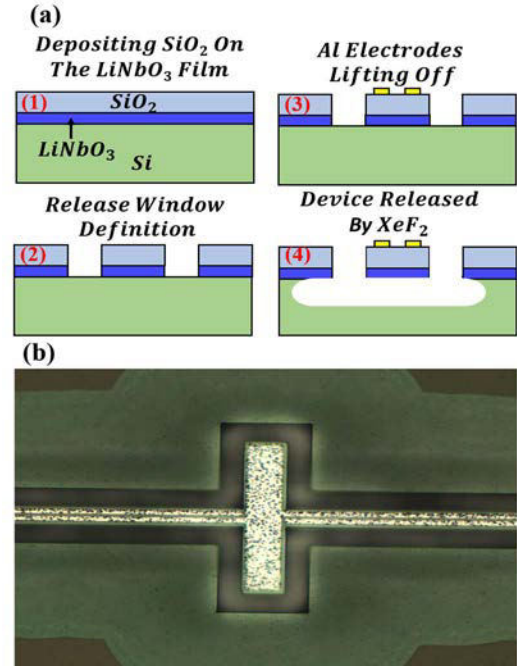 (a)
Depositing SiO₂ On
The LiNbO₃ Film
(1)
SiO₂
LiNbO₃
Si
Al Electrodes
Lifting Off
(3)
Release Window
Definition
(2)
Device Released
By XeF₂
(4)
(b)